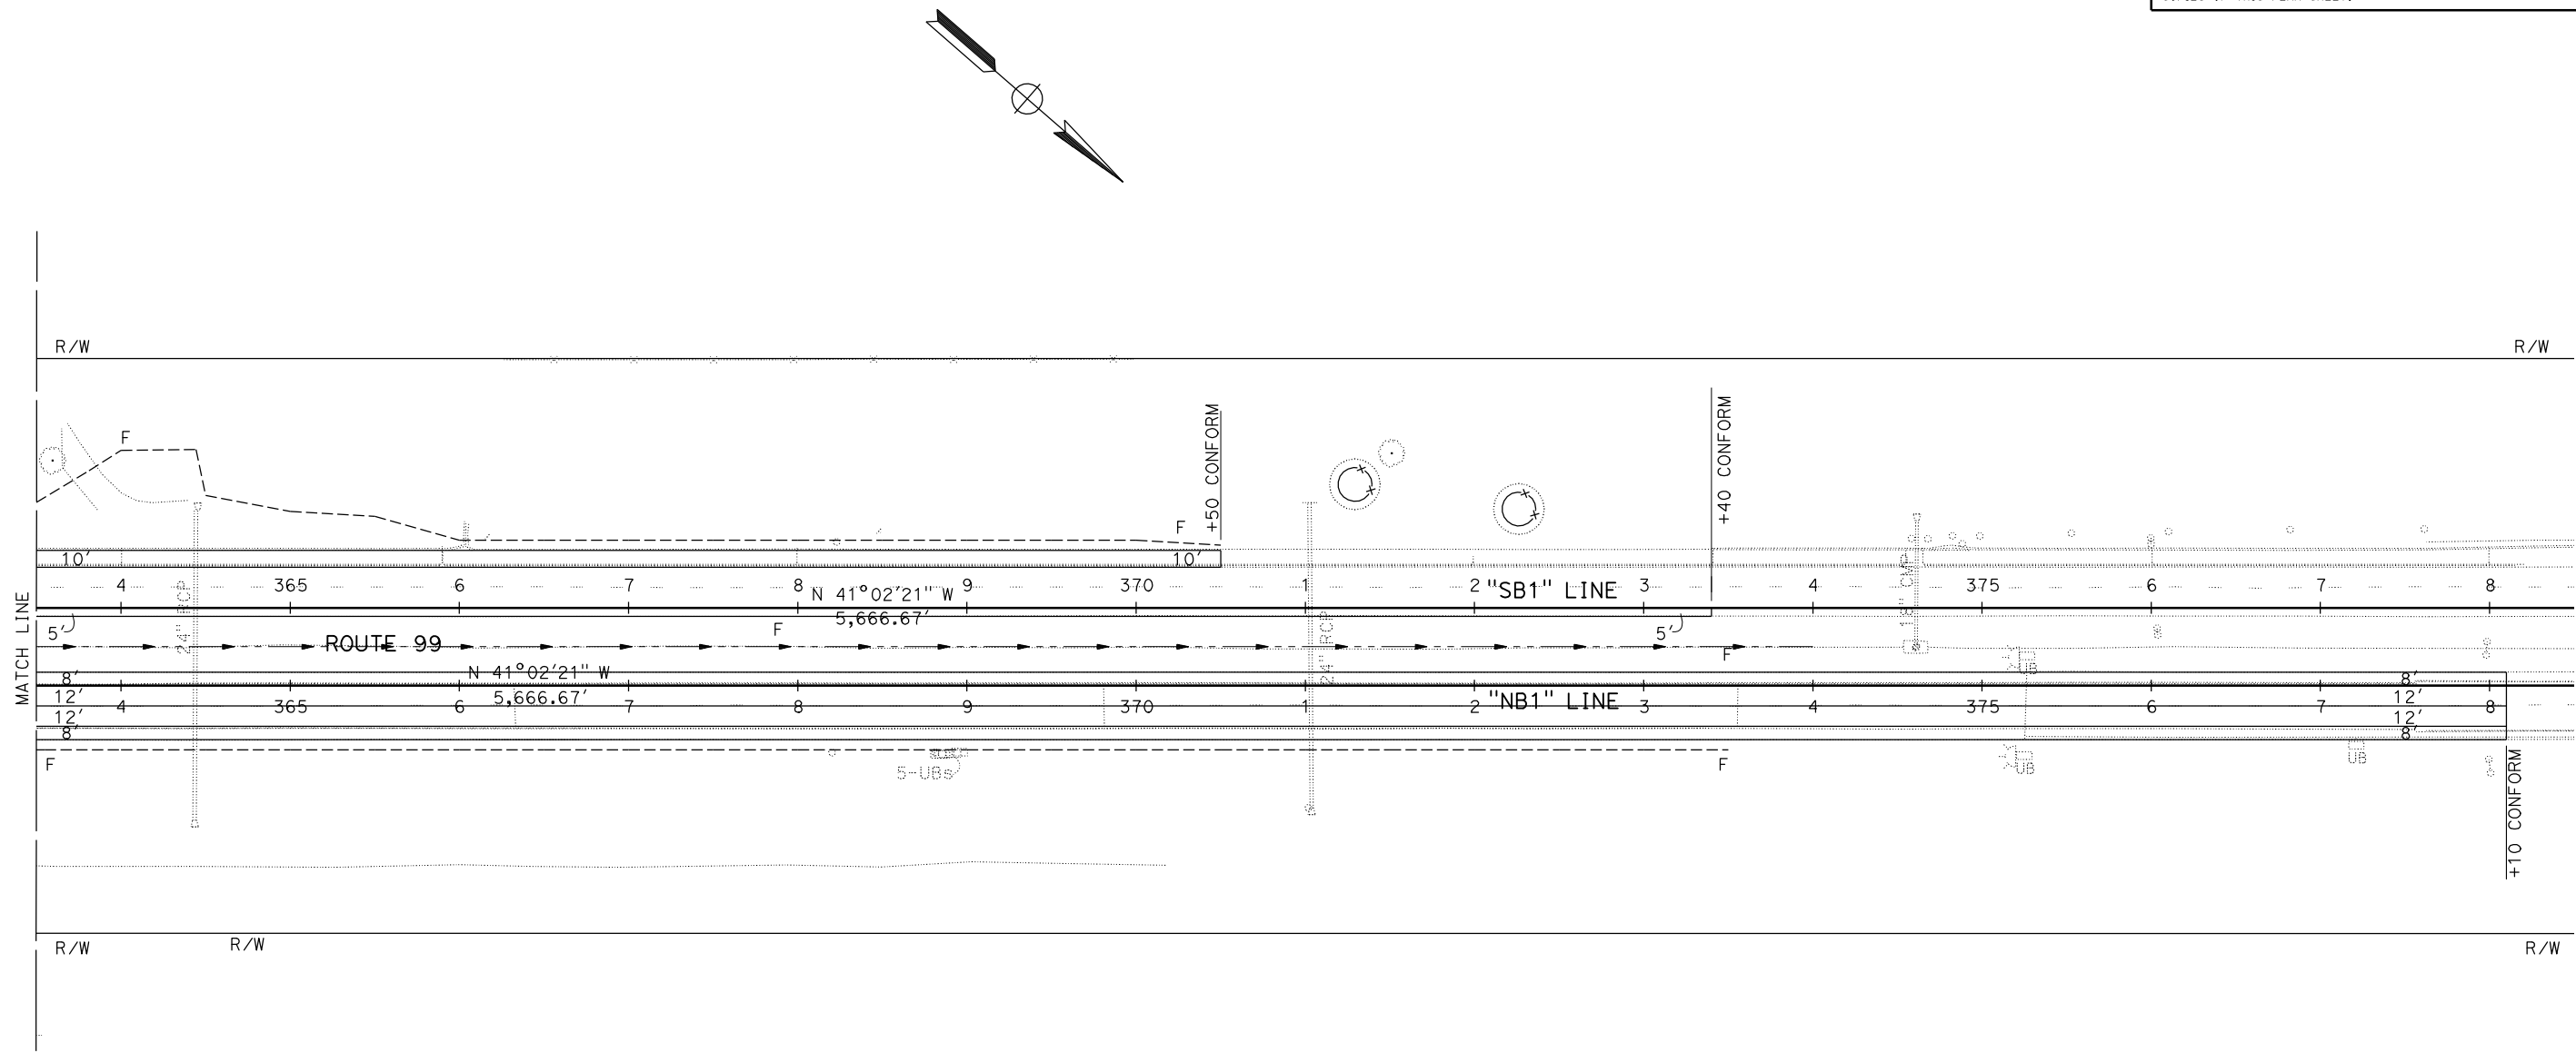 R/W
R/W
F
+50 CONFORM
+40 CONFORM
F
10'
10'
4 365 6 7 8 9 370 1 2 "SB1" LINE 3 4 375 6 7 8
N 41°02'21" W
5,666.67'
24" RCP
24" RCP
18" CMP
MATCH LINE
5'
5'
ROUTE 99
F
F
UB
N 41°02'21" W
5,666.67'
8'
12'
12'
8'
8'
12'
12'
8'
4 365 6 7 8 9 370 1 2 "NB1" LINE 3 4 375 6 7 8
F
5-UBs
F
UB
UB
+10 CONFORM
R/W
R/W
R/W